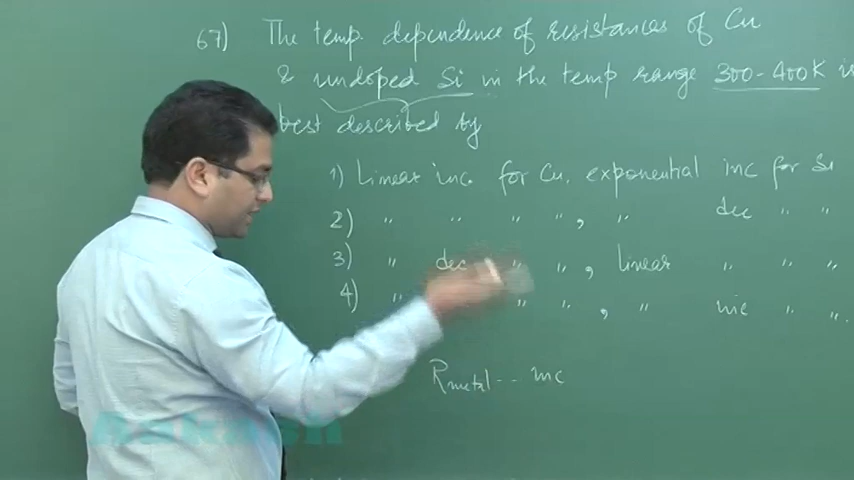 67) The temp. dependence of resistances of Cu
& undoped Si in the temp range 300-400K is
best described by
1) Linear inc. for Cu, exponential inc for Si
2) " " " ", " dec " "
3) " dec " ", linear " " "
4) " " ", " inc " ".
Rmetal -- inc
Aakash